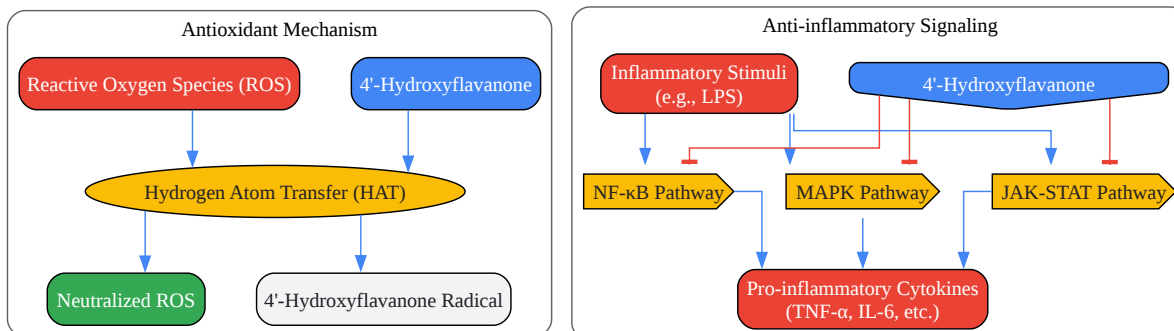 Antioxidant Mechanism
Reactive Oxygen Species (ROS)
4'-Hydroxyflavanone
Hydrogen Atom Transfer (HAT)
Neutralized ROS
4'-Hydroxyflavanone Radical
Anti-inflammatory Signaling
Inflammatory Stimuli
(e.g., LPS)
4'-Hydroxyflavanone
NF-κB Pathway
MAPK Pathway
JAK-STAT Pathway
Pro-inflammatory Cytokines
(TNF-α, IL-6, etc.)